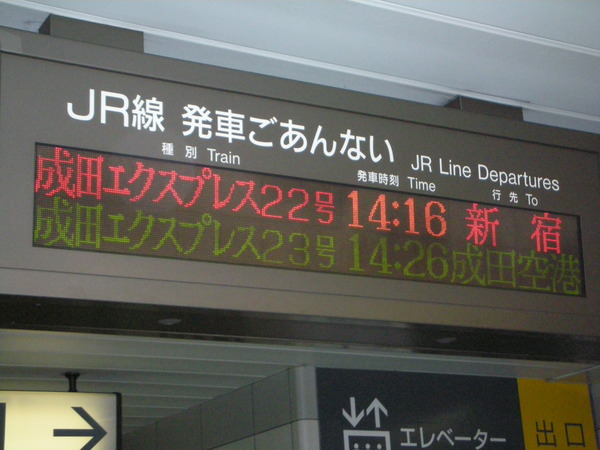 JR線 発車ごあんない JR Line Departures
種別 Train 発車時刻 Time 行先 To
成田エクスプレス22号 14:16 新宿
成田エクスプレス23号 14:26 成田空港
エレベーター
出口